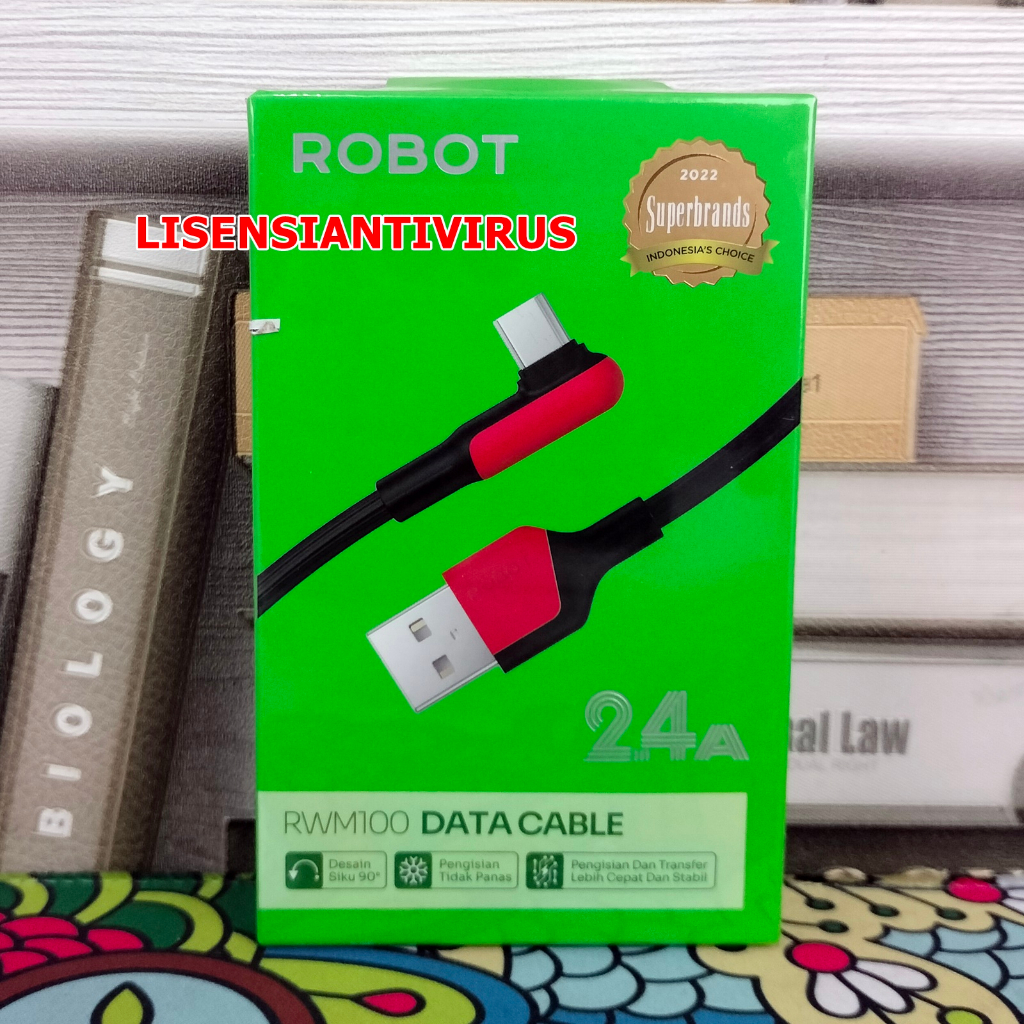 ROBOT
2022
Superbrands
INDONESIA'S CHOICE
LISENSIANTIVIRUS
BIOLOGY
2.4A
al Law
RWM100 DATA CABLE
Desain
Siku 90°
Pengisian
Tidak Panas
Pengisian Dan Transfer
Lebih Cepat Dan Stabil